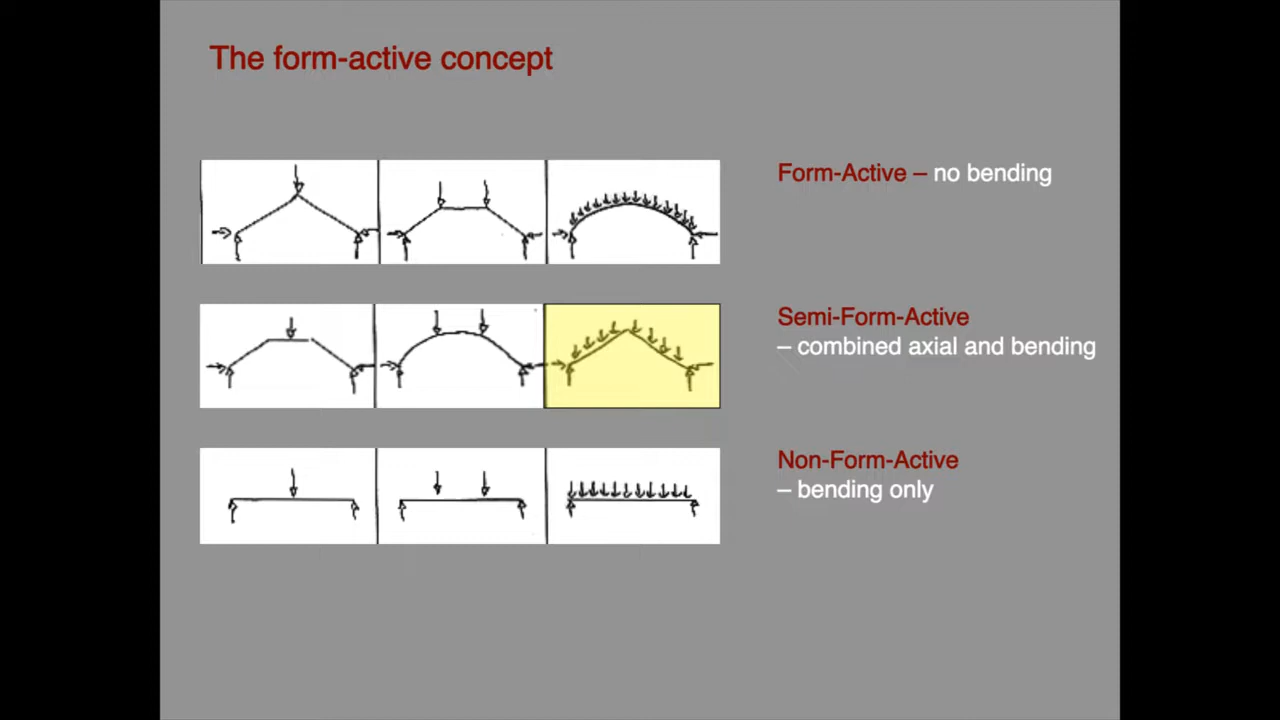 The form-active concept
Form-Active – no bending
Semi-Form-Active
– combined axial and bending
Non-Form-Active
– bending only